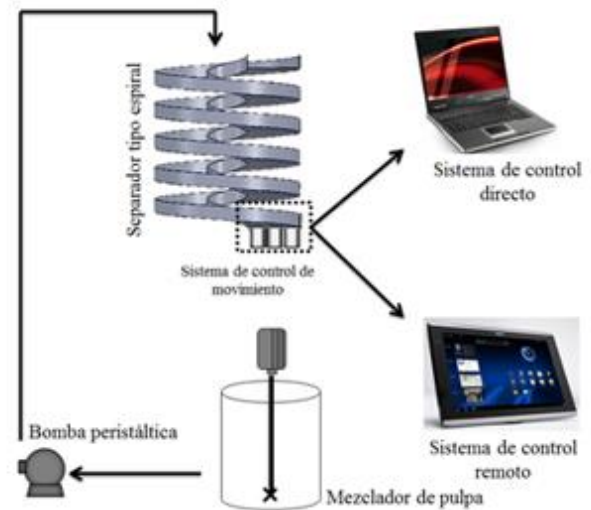 Separador tipo espiral
Sistema de control
directo
Sistema de control de
movimiento
Bomba peristáltica
Sistema de control
remoto
Mezclador de pulpa